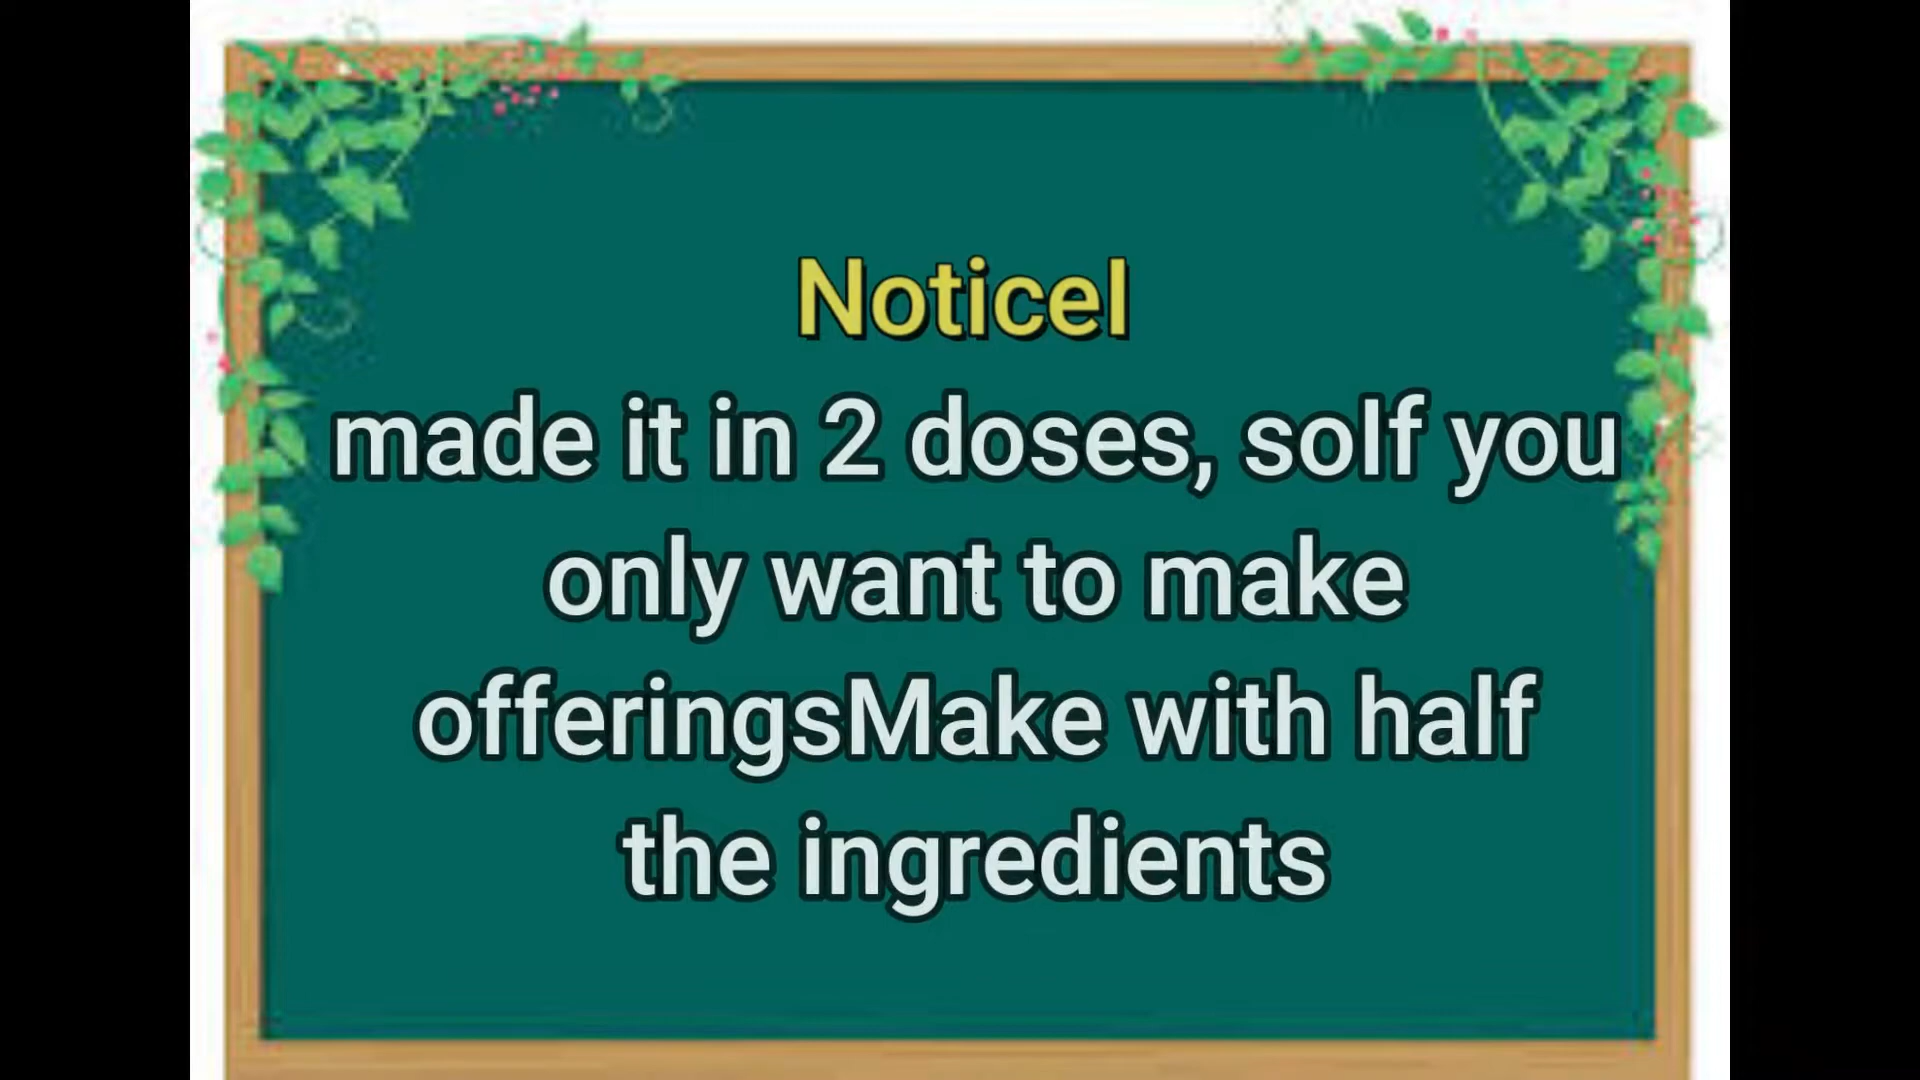 Noticel
made it in 2 doses, solf you
only want to make
offeringsMake with half
the ingredients